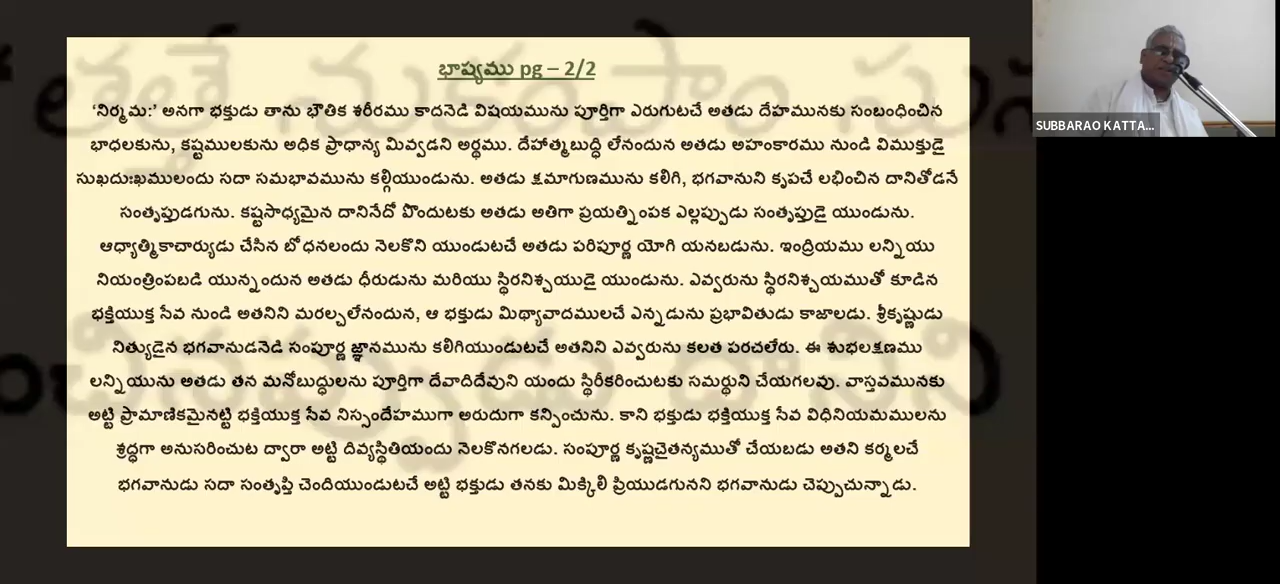 భాష్యము pg – 2/2
‘నిర్మమ:’ అనగా భక్తుడు తాను భౌతిక శరీరము కాదనెడి విషయమును పూర్తిగా ఎరుగుటచే అతడు దేహమునకు సంబంధించిన
భాధలకును, కష్టములకును అధిక ప్రాధాన్య మివ్వడని అర్థము. దేహాత్మబుద్ధి లేనందున అతడు అహంకారము నుండి విముక్తుడై
సుఖదుఃఖములందు సదా సమభావమును కల్గియుండును. అతడు క్షమాగుణమును కలిగి, భగవానుని కృపచే లభించిన దానితోడనే
సంతృప్తుడగును. కష్టసాధ్యమైన దానినేదో పొందుటకు అతడు అతిగా ప్రయత్నింపక ఎల్లప్పుడు సంతృప్తుడై యుండును.
ఆధ్యాత్మికాచార్యుడు చేసిన బోధనలందు నెలకొని యుండుటచే అతడు పరిపూర్ణ యోగి యనబడును. ఇంద్రియము లన్నియు
నియంత్రింపబడి యున్నందున అతడు ధీరుడును మరియు స్థిరనిశ్చయుడై యుండును. ఎవ్వరును స్థిరనిశ్చయముతో కూడిన
భక్తియుక్త సేవ నుండి అతనిని మరల్చలేనందున, ఆ భక్తుడు మిథ్యావాదములచే ఎన్నడును ప్రభావితుడు కాజాలడు. శ్రీకృష్ణుడు
నిత్యుడైన భగవానుడనెడి సంపూర్ణ జ్ఞానమును కలిగియుండుటచే అతనిని ఎవ్వరును కలత పరచలేరు. ఈ శుభలక్షణము
లన్నియును అతడు తన మనోబుద్ధులను పూర్తిగా దేవాదిదేవుని యందు స్థిరీకరించుటకు సమర్థుని చేయగలవు. వాస్తవమునకు
అట్టి ప్రామాణికమైనట్టి భక్తియుక్త సేవ నిస్సందేహముగా అరుదుగా కన్పించును. కాని భక్తుడు భక్తియుక్త సేవ విధినియమములను
శ్రద్ధగా అనుసరించుట ద్వారా అట్టి దివ్యస్థితియందు నెలకొనగలడు. సంపూర్ణ కృష్ణచైతన్యముతో చేయబడు అతని కర్మలచే
భగవానుడు సదా సంతృప్తి చెందియుండుటచే అట్టి భక్తుడు తనకు మిక్కిలి ప్రియుడగునని భగవానుడు చెప్పుచున్నాడు.
SUBBARAO KATTA...